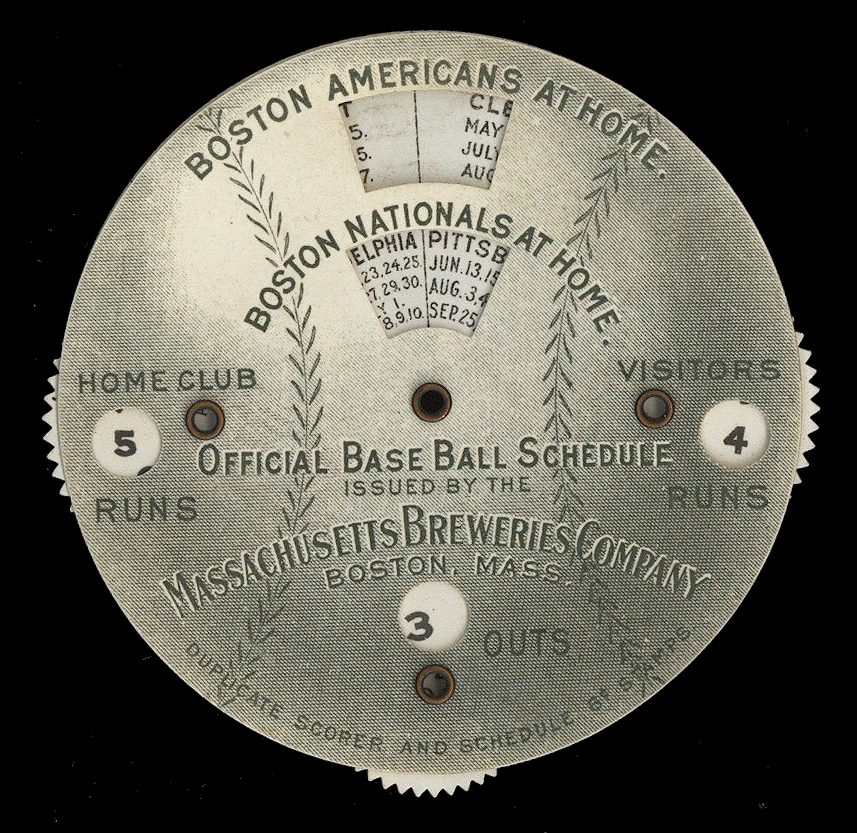 BOSTON AMERICANS AT HOME.
T CLE
5. MAY
5. JULY
7. AUG
BOSTON NATIONALS AT HOME.
ELPHIA PITTSB
23,24.25. JUN.13,15
7.29.30. AUG.3,4
Y 1. SEP.25,
8,9,10.
HOME CLUB
VISITORS
5
4
RUNS
RUNS
OFFICIAL BASE BALL SCHEDULE
ISSUED BY THE
MASSACHUSETTS BREWERIES COMPANY
BOSTON, MASS.
3
OUTS
DUPLICATE SCORER AND SCHEDULE 6¢ STAMPS